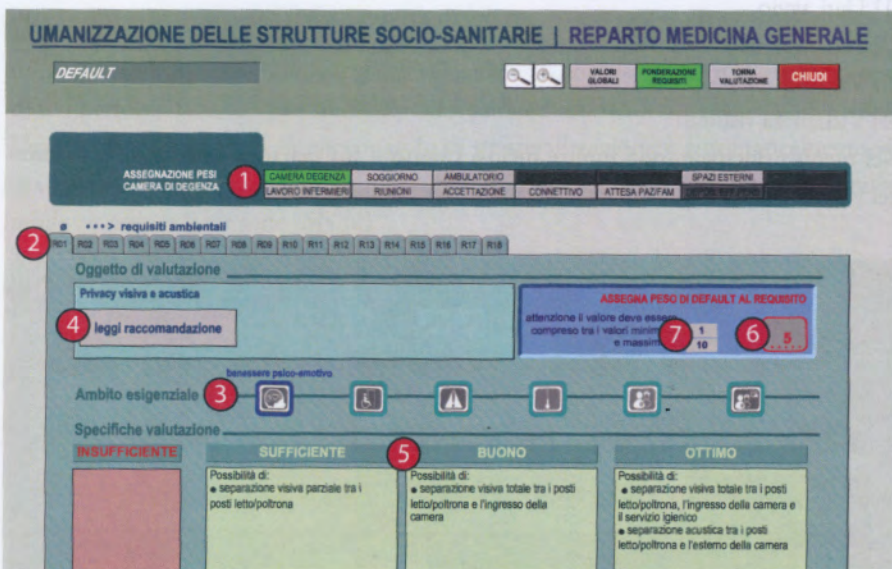 UMANIZZAZIONE DELLE STRUTTURE SOCIO-SANITARIE | REPARTO MEDICINA GENERALE
DEFAULT
VALORI GLOBALI
PONDERAZIONE REQUISITI
TORNA VALUTAZIONE
CHIUDI
ASSEGNAZIONE PESI
CAMERA DI DEGENZA
1
CAMERA DEGENZA SOGGIORNO AMBULATORIO SPAZI ESTERNI
LAVORO INFERMIERI RIUNIONI ACCETTAZIONE CONNETTIVO ATTESA PAZ/FAM
ø •••> requisiti ambientali
2 R01 R02 R03 R04 R05 R06 R07 R08 R09 R10 R11 R12 R13 R14 R15 R16 R17 R18
Oggetto di valutazione
Privacy visiva e acustica
4 leggi raccomandazione
ASSEGNA PESO DI DEFAULT AL REQUISITO
attenzione il valore deve essere
compreso tra i valori minim 7 1
e massim 10
6 5
benessere psico-emotivo
Ambito esigenziale 3
Specifiche valutazione
INSUFFICIENTE
SUFFICIENTE
Possibilità di:
● separazione visiva parziale tra i
posti letto/poltrona
5 BUONO
Possibilità di:
● separazione visiva totale tra i posti
letto/poltrona e l'ingresso della
camera
OTTIMO
Possibilità di:
● separazione visiva totale tra i posti
letto/poltrona, l'ingresso della camera e
il servizio igienico
● separazione acustica tra i posti
letto/poltrona e l'esterno della camera